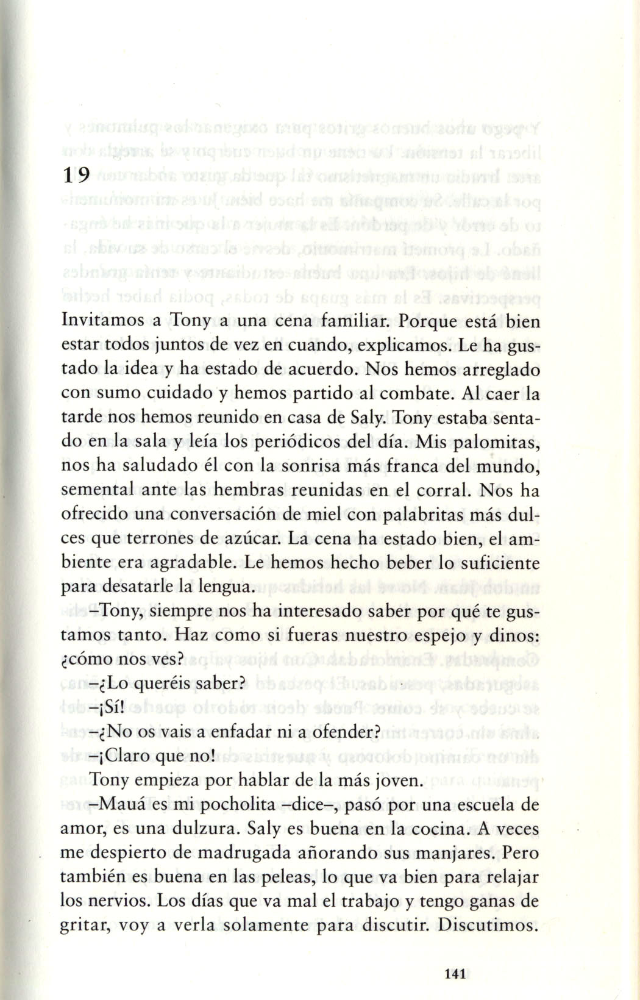 19
Invitamos a Tony a una cena familiar. Porque está bien
estar todos juntos de vez en cuando, explicamos. Le ha gus-
tado la idea y ha estado de acuerdo. Nos hemos arreglado
con sumo cuidado y hemos partido al combate. Al caer la
tarde nos hemos reunido en casa de Saly. Tony estaba senta-
do en la sala y leía los periódicos del día. Mis palomitas,
nos ha saludado él con la sonrisa más franca del mundo,
semental ante las hembras reunidas en el corral. Nos ha
ofrecido una conversación de miel con palabritas más dul-
ces que terrones de azúcar. La cena ha estado bien, el am-
biente era agradable. Le hemos hecho beber lo suficiente
para desatarle la lengua.
–Tony, siempre nos ha interesado saber por qué te gus-
tamos tanto. Haz como si fueras nuestro espejo y dinos:
¿cómo nos ves?
–¿Lo queréis saber?
–¡Sí!
–¿No os vais a enfadar ni a ofender?
–¡Claro que no!
Tony empieza por hablar de la más joven.
–Mauá es mi pocholita –dice–, pasó por una escuela de
amor, es una dulzura. Saly es buena en la cocina. A veces
me despierto de madrugada añorando sus manjares. Pero
también es buena en las peleas, lo que va bien para relajar
los nervios. Los días que va mal el trabajo y tengo ganas de
gritar, voy a verla solamente para discutir. Discutimos.
141